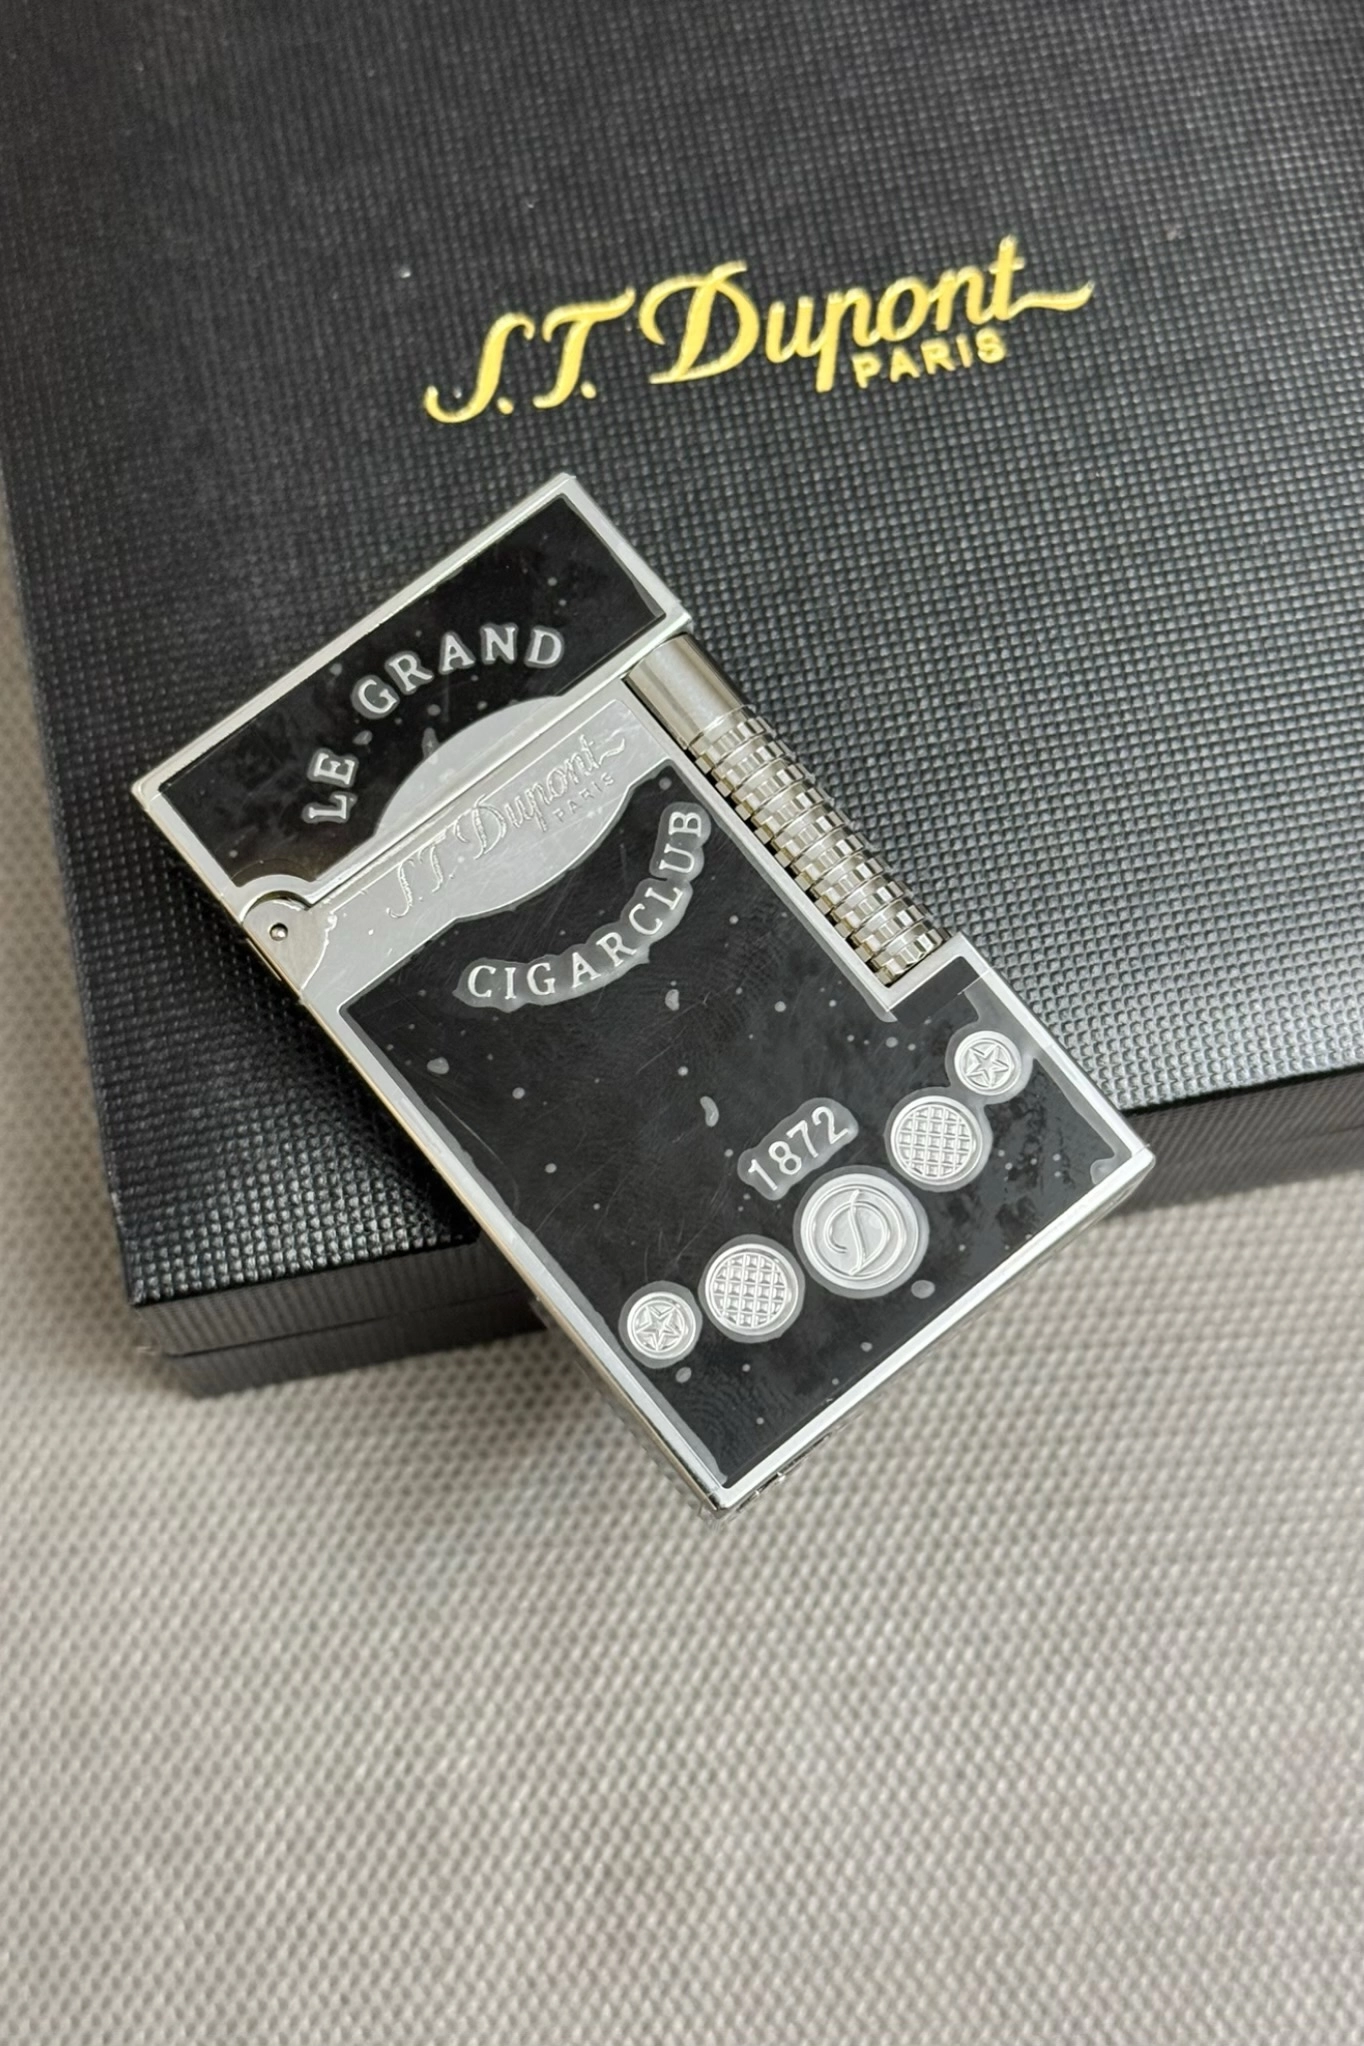 S.T. Dupont
PARIS
LE GRAND
S.T. Dupont
PARIS
CIGARCLUB
1872
D